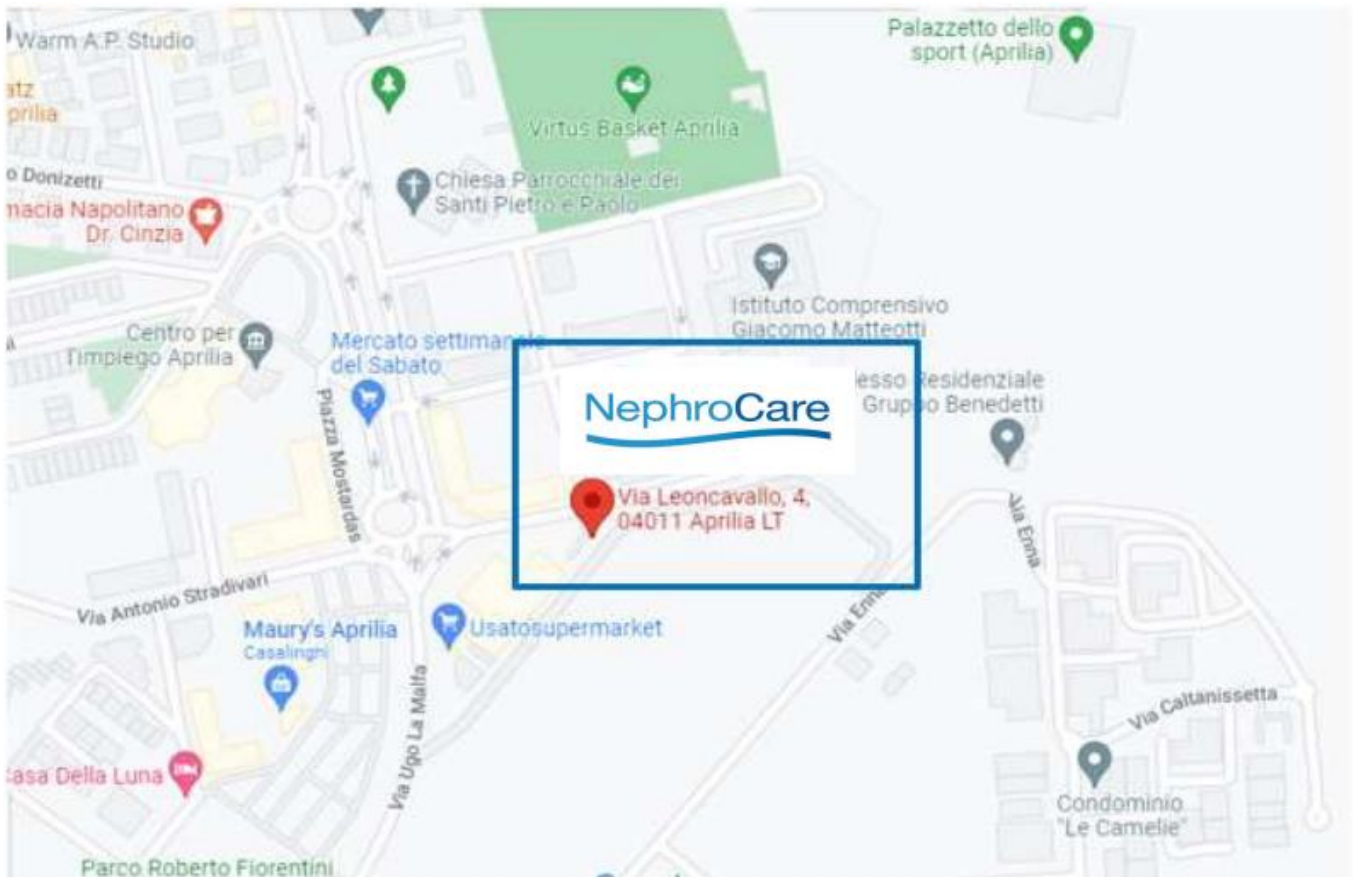 Warm A.P. Studio
Palazzetto dello
sport (Aprilia)
Virtus Basket Aprilia
Donizetti
Chiesa Parrocchiale dei
Santi Pietro e Paolo
Napolitano
Dr. Cinzia
Istituto Comprensivo
Giacomo Matteotti
Centro per
l'impiego Aprilia
Mercato settimanale
del Sabato
Residenziale
Gruppo Benedetti
NephroCare
Piazza Mostardas
Via Leoncavallo, 4,
04011 Aprilia LT
Via Enna
Via Antonio Stradivari
Via Enna
Maury's Aprilia
Casalinghi
Usatosupermarket
Via Ugo La Malfa
Via Caltanissetta
Della Luna
Condominio
"Le Camelie"
Parco Roberto Fiorentini